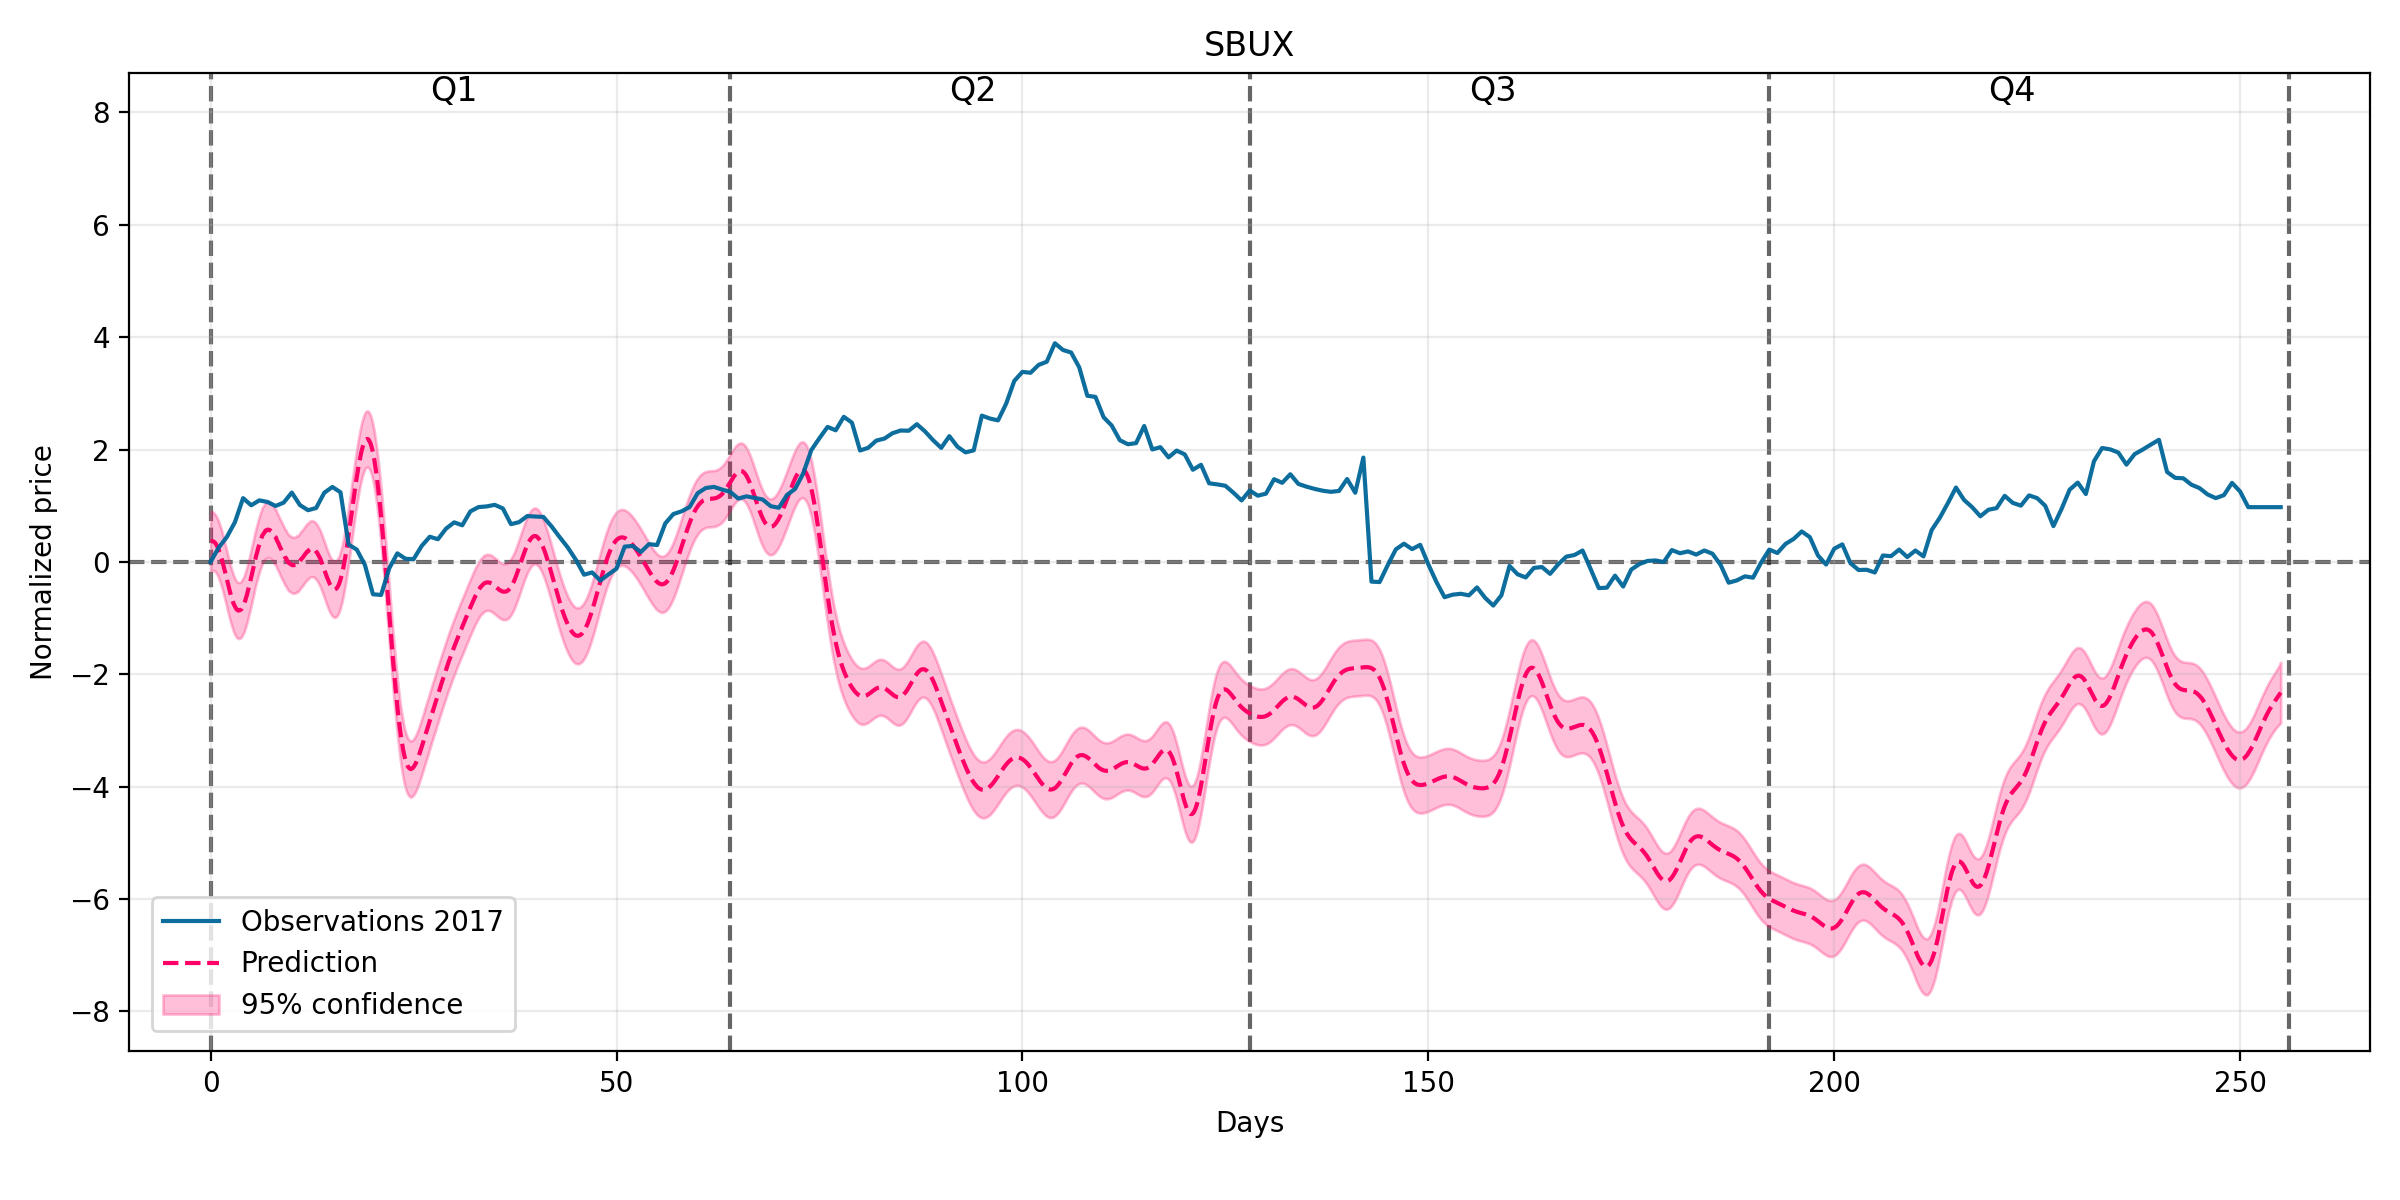 SBUX
Q1 Q2 Q3 Q4
8
6
4
2
0
−2
−4
−6
−8
Normalized price
Observations 2017
Prediction
95% confidence
0 50 100 150 200 250
Days